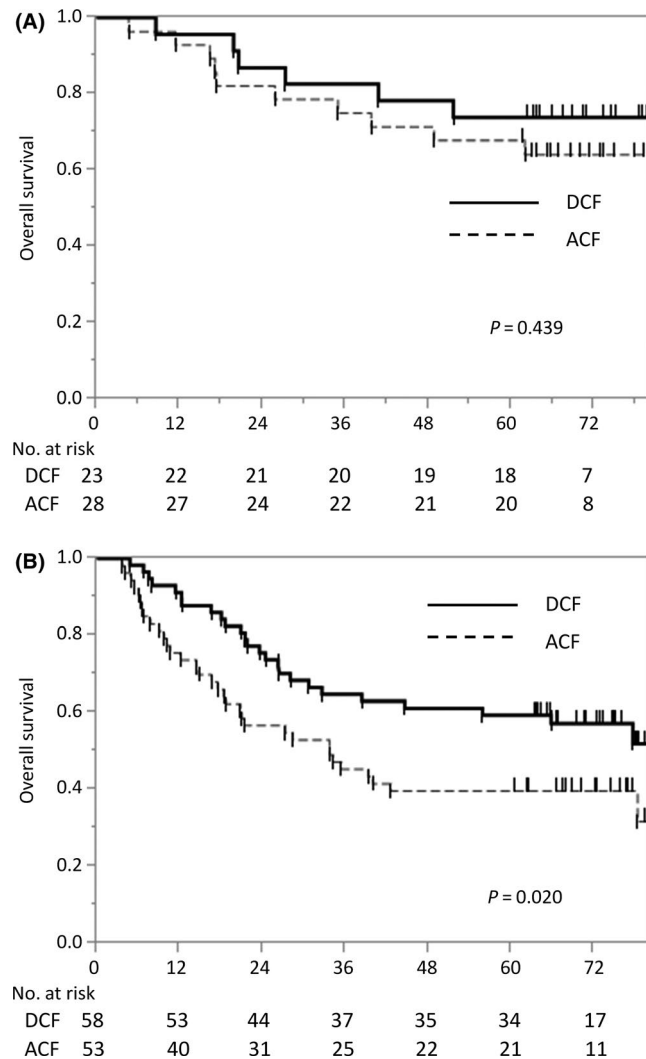 (A)
1.0
0.8
0.6
0.4
0.2
0.0
Overall survival
DCF
ACF
P = 0.439
0 12 24 36 48 60 72
No. at risk
DCF 23 22 21 20 19 18 7
ACF 28 27 24 22 21 20 8
(B)
1.0
0.8
0.6
0.4
0.2
0.0
Overall survival
DCF
ACF
P = 0.020
0 12 24 36 48 60 72
No. at risk
DCF 58 53 44 37 35 34 17
ACF 53 40 31 25 22 21 11